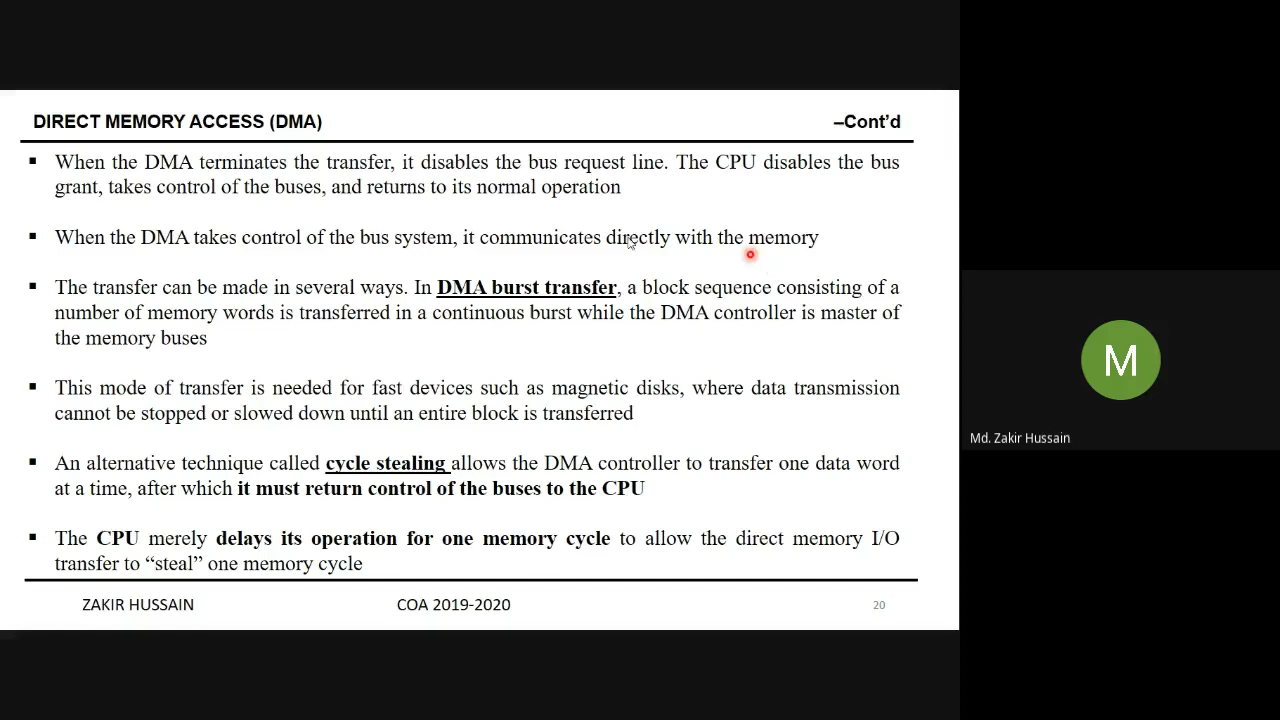 DIRECT MEMORY ACCESS (DMA) –Cont’d
▪ When the DMA terminates the transfer, it disables the bus request line. The CPU disables the bus
grant, takes control of the buses, and returns to its normal operation
▪ When the DMA takes control of the bus system, it communicates directly with the memory
▪ The transfer can be made in several ways. In DMA burst transfer, a block sequence consisting of a
number of memory words is transferred in a continuous burst while the DMA controller is master of
the memory buses
▪ This mode of transfer is needed for fast devices such as magnetic disks, where data transmission
cannot be stopped or slowed down until an entire block is transferred
▪ An alternative technique called cycle stealing allows the DMA controller to transfer one data word
at a time, after which it must return control of the buses to the CPU
▪ The CPU merely delays its operation for one memory cycle to allow the direct memory I/O
transfer to “steal” one memory cycle
ZAKIR HUSSAIN COA 2019-2020 20
M
Md. Zakir Hussain